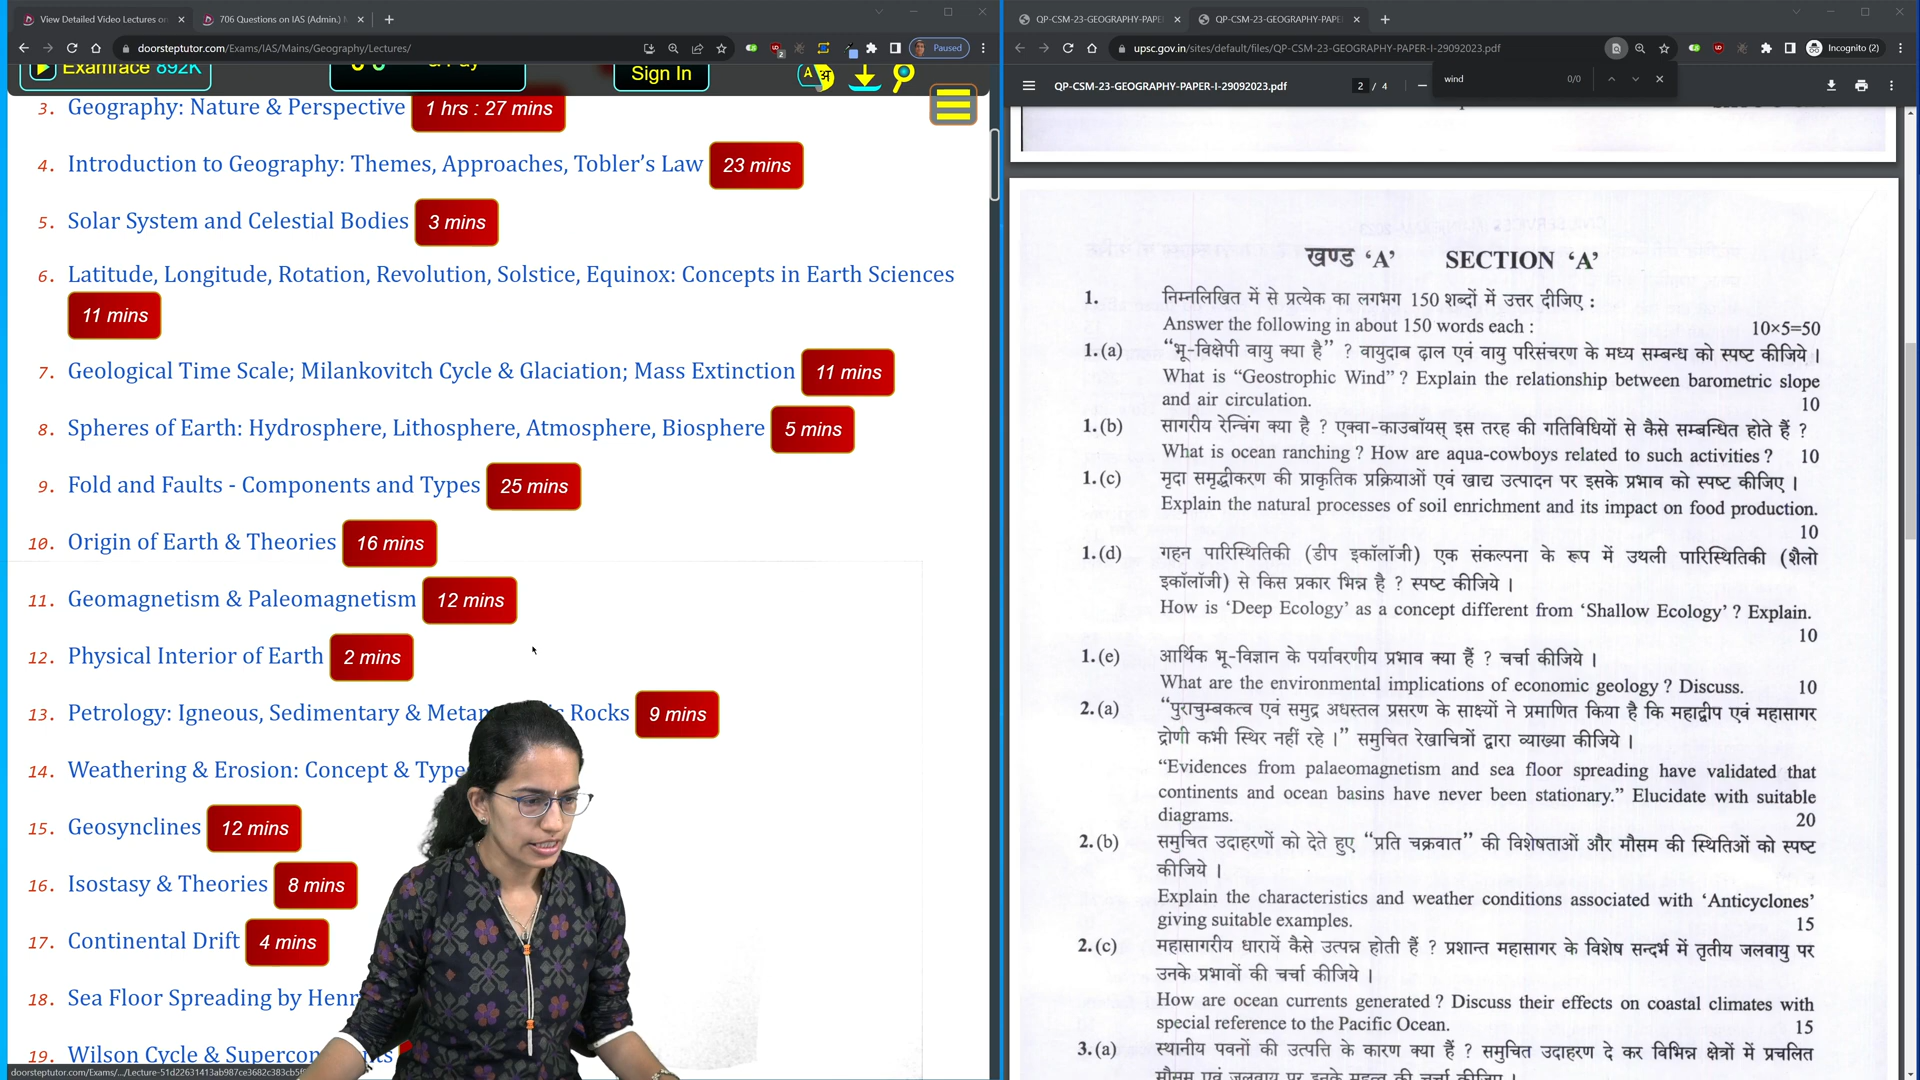 View Detailed Video Lectures on
706 Questions on IAS (Admin.)
doorsteptutor.com/Exams/IAS/Mains/Geography/Lectures/
Paused
Examrace 892K
Sign In
3. Geography: Nature & Perspective 1 hrs : 27 mins
4. Introduction to Geography: Themes, Approaches, Tobler’s Law 23 mins
5. Solar System and Celestial Bodies 3 mins
6. Latitude, Longitude, Rotation, Revolution, Solstice, Equinox: Concepts in Earth Sciences
11 mins
7. Geological Time Scale; Milankovitch Cycle & Glaciation; Mass Extinction 11 mins
8. Spheres of Earth: Hydrosphere, Lithosphere, Atmosphere, Biosphere 5 mins
9. Fold and Faults - Components and Types 25 mins
10. Origin of Earth & Theories 16 mins
11. Geomagnetism & Paleomagnetism 12 mins
12. Physical Interior of Earth 2 mins
13. Petrology: Igneous, Sedimentary & Rocks 9 mins
14. Weathering & Erosion: Concept &
15. Geosynclines 12 mins
16. Isostasy & Theories 8 mins
17. Continental Drift 4 mins
18. Sea Floor Spreading by
19. Wilson Cycle &
QP-CSM-23-GEOGRAPHY-PAPE
QP-CSM-23-GEOGRAPHY-PAPE
upsc.gov.in/sites/default/files/QP-CSM-23-GEOGRAPHY-PAPER-I-29092023.pdf
Incognito (2)
wind 0/0
QP-CSM-23-GEOGRAPHY-PAPER-I-29092023.pdf 2 / 4
खण्ड ‘A’ SECTION ‘A’
1. निम्नलिखित में से प्रत्येक का लगभग 150 शब्दों में उत्तर दीजिए :
Answer the following in about 150 words each : 10×5=50
1.(a) “भू-विक्षेपी वायु क्या है” ? वायुदाब ढ़ाल एवं वायु परिसंचरण के मध्य सम्बन्ध को स्पष्ट कीजिये ।
What is “Geostrophic Wind” ? Explain the relationship between barometric slope
and air circulation. 10
1.(b) सागरीय रेन्चिंग क्या है ? एक्वा-काउबॉयस् इस तरह की गतिविधियों से कैसे सम्बन्धित होते हैं ?
What is ocean ranching ? How are aqua-cowboys related to such activities ? 10
1.(c) मृदा समृद्धीकरण की प्राकृतिक प्रक्रियाओं एवं खाद्य उत्पादन पर इसके प्रभाव को स्पष्ट कीजिए ।
Explain the natural processes of soil enrichment and its impact on food production.
10
1.(d) गहन पारिस्थितिकी (डीप इकॉलॉजी) एक संकल्पना के रूप में उथली पारिस्थितिकी (शैलो
इकॉलॉजी) से किस प्रकार भिन्न है ? स्पष्ट कीजिये ।
How is ‘Deep Ecology’ as a concept different from ‘Shallow Ecology’ ? Explain.
10
1.(e) आर्थिक भू-विज्ञान के पर्यावरणीय प्रभाव क्या हैं ? चर्चा कीजिये ।
What are the environmental implications of economic geology ? Discuss. 10
2.(a) “पुराचुम्बकत्व एवं समुद्र अधस्तल प्रसरण के साक्ष्यों ने प्रमाणित किया है कि महाद्वीप एवं महासागर
द्रोणी कभी स्थिर नहीं रहे ।” समुचित रेखाचित्रों द्वारा व्याख्या कीजिये ।
“Evidences from palaeomagnetism and sea floor spreading have validated that
continents and ocean basins have never been stationary.” Elucidate with suitable
diagrams. 20
2.(b) समुचित उदाहरणों को देते हुए “प्रति चक्रवात” की विशेषताओं और मौसम की स्थितिओं को स्पष्ट
कीजिये ।
Explain the characteristics and weather conditions associated with ‘Anticyclones’
giving suitable examples. 15
2.(c) महासागरीय धारायें कैसे उत्पन्न होती हैं ? प्रशान्त महासागर के विशेष सन्दर्भ में तृतीय जलवायु पर
उनके प्रभावों की चर्चा कीजिये ।
How are ocean currents generated ? Discuss their effects on coastal climates with
special reference to the Pacific Ocean. 15
3.(a) स्थानीय पवनों की उत्पत्ति के कारण क्या हैं ? समुचित उदाहरण दे कर विभिन्न क्षेत्रों में प्रचलित
मौसम एवं जलवायु पर इनके महत्व की चर्चा कीजिए ।